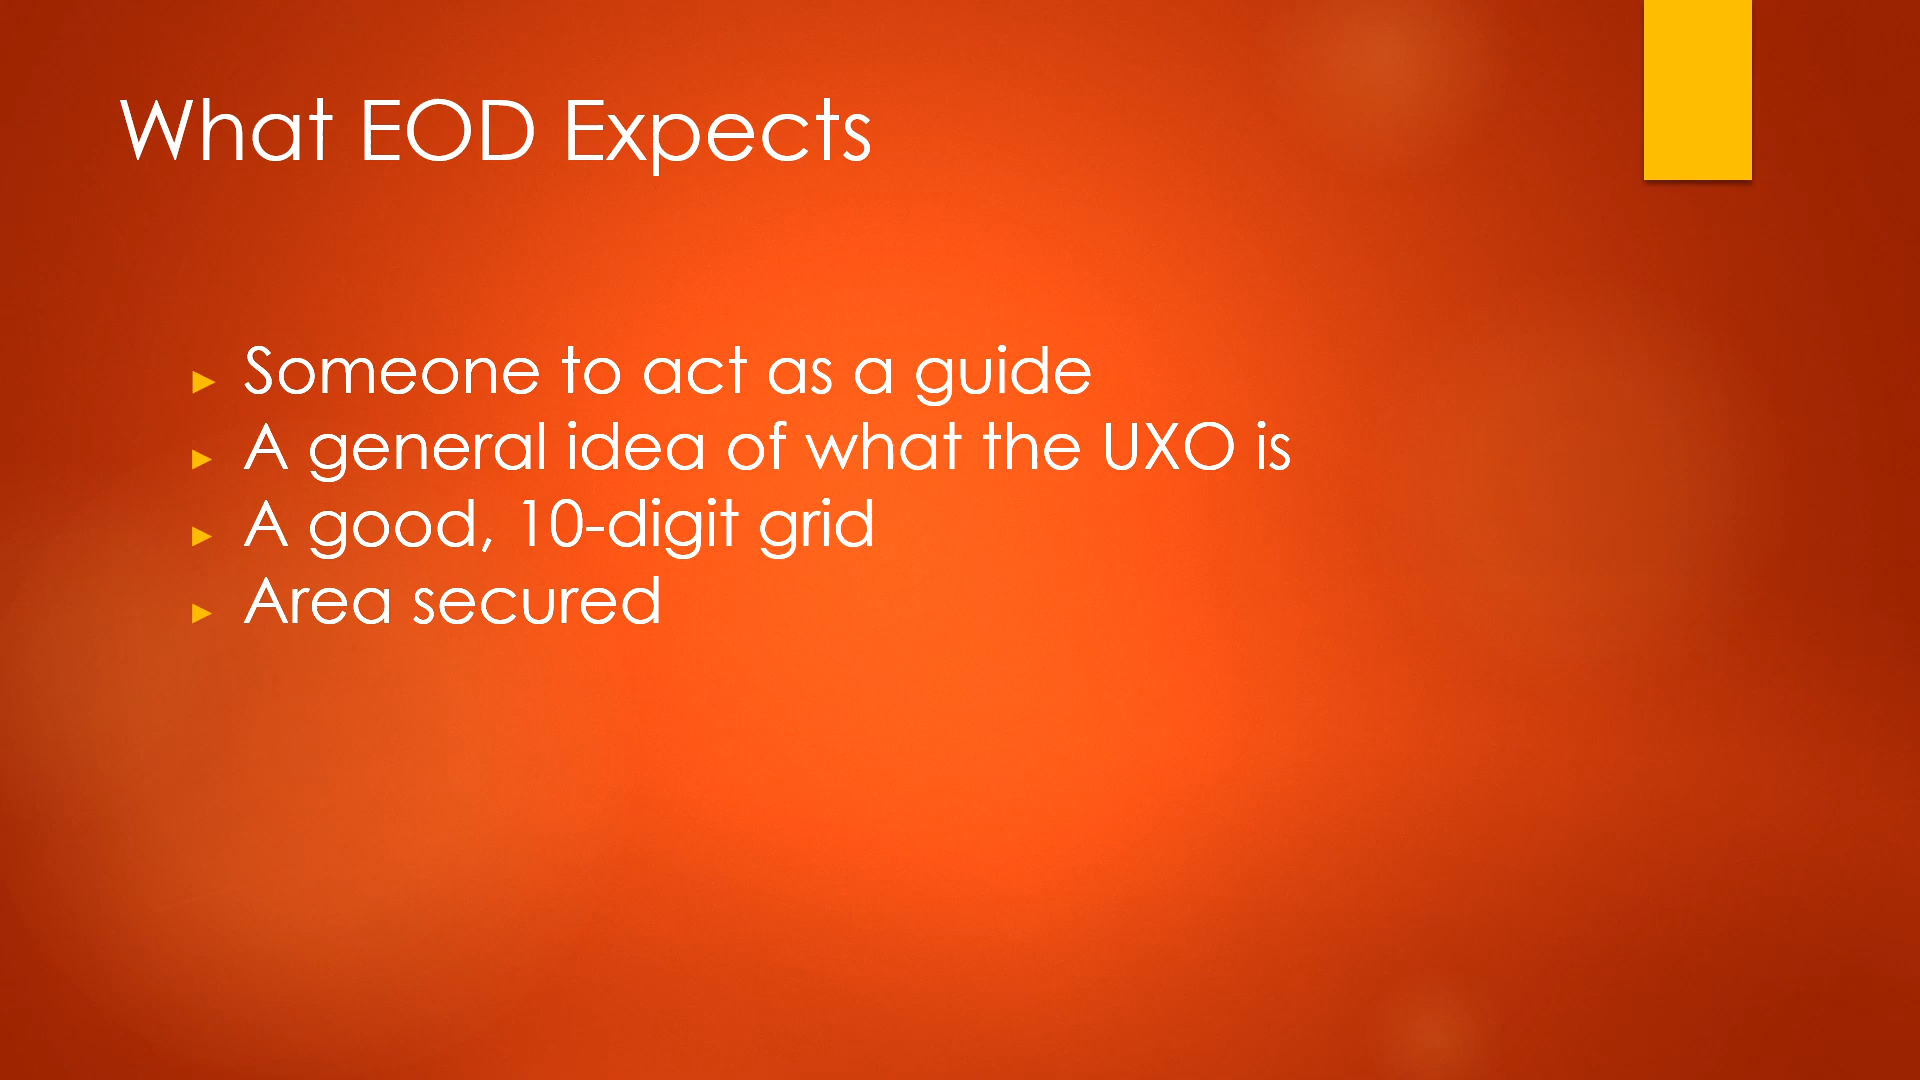 What EOD Expects
Someone to act as a guide
A general idea of what the UXO is
A good, 10-digit grid
Area secured